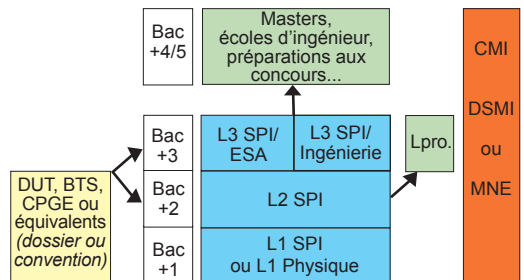 Bac
+4/5
Masters,
écoles d'ingénieur,
préparations aux
concours...
CMI
DSMI
ou
MNE
Bac
+3
L3 SPI/
ESA
L3 SPI/
Ingénierie
Lpro.
DUT, BTS,
CPGE ou
équivalents
(dossier ou
convention)
Bac
+2
L2 SPI
Bac
+1
L1 SPI
ou L1 Physique